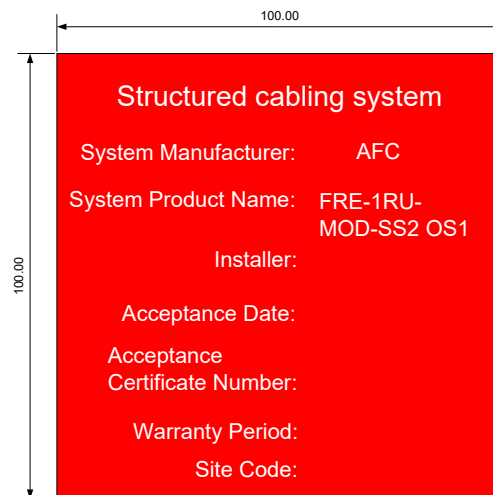 100.00
100.00
Structured cabling system
System Manufacturer: AFC
System Product Name: FRE-1RU-
MOD-SS2 OS1
Installer:
Acceptance Date:
Acceptance
Certificate Number:
Warranty Period:
Site Code: